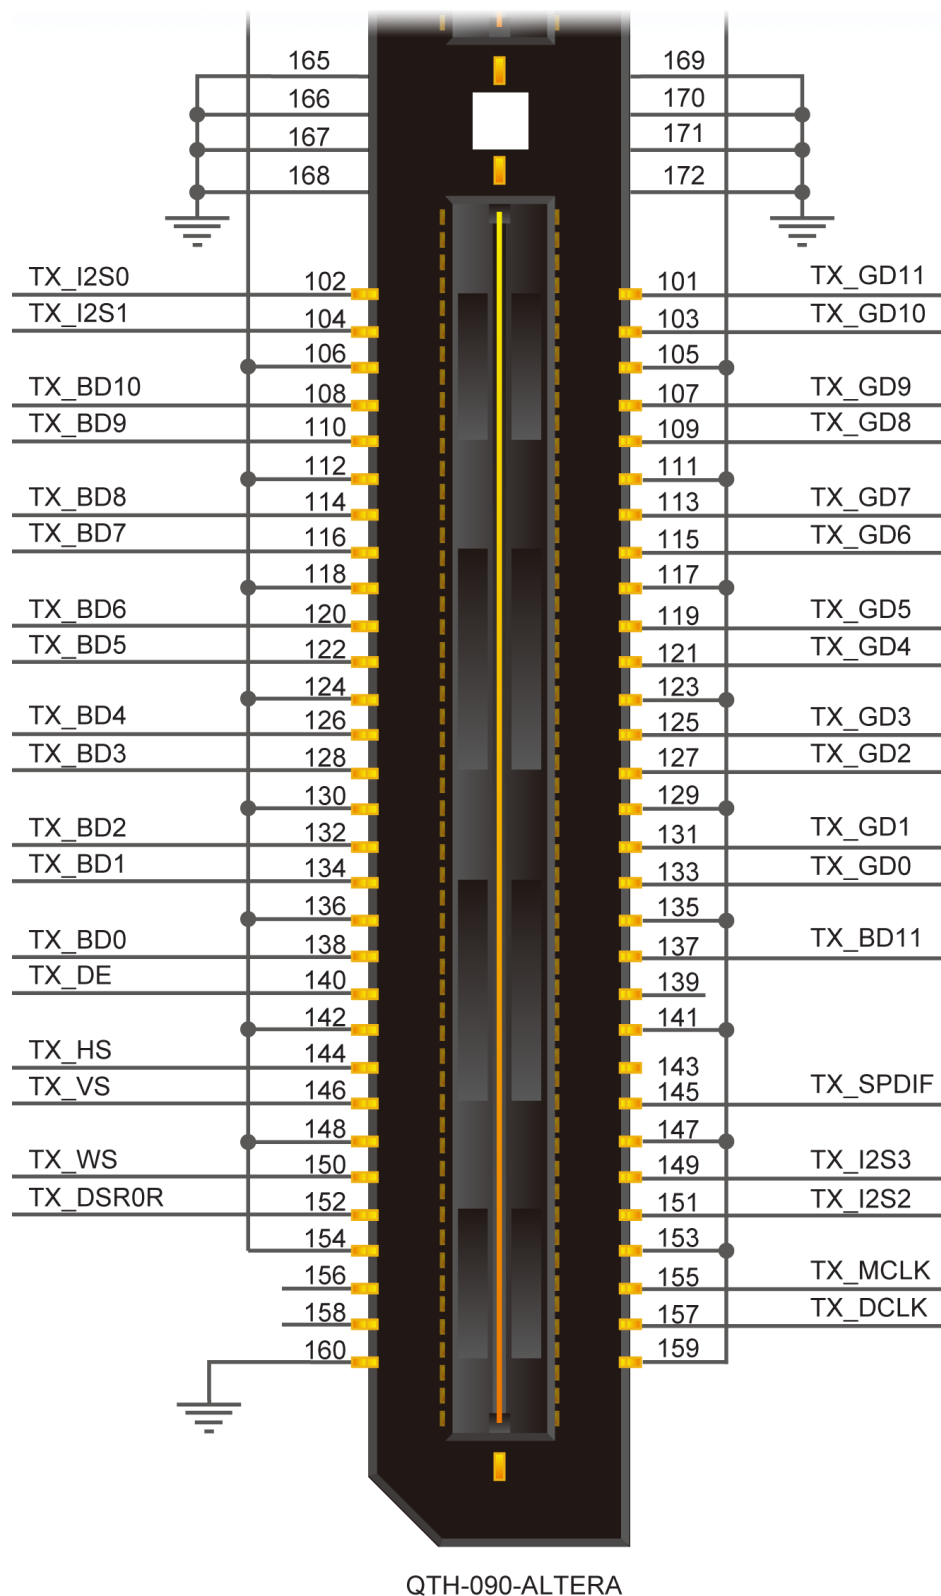 165 169
166 170
167 171
168 172
TX_I2S0 102 101 TX_GD11
TX_I2S1 104 103 TX_GD10
106 105
TX_BD10 108 107 TX_GD9
TX_BD9 110 109 TX_GD8
112 111
TX_BD8 114 113 TX_GD7
TX_BD7 116 115 TX_GD6
118 117
TX_BD6 120 119 TX_GD5
TX_BD5 122 121 TX_GD4
124 123
TX_BD4 126 125 TX_GD3
TX_BD3 128 127 TX_GD2
130 129
TX_BD2 132 131 TX_GD1
TX_BD1 134 133 TX_GD0
136 135
TX_BD0 138 137 TX_BD11
TX_DE 140 139
142 141
TX_HS 144 143
TX_VS 146 145 TX_SPDIF
148 147
TX_WS 150 149 TX_I2S3
TX_DSR0R 152 151 TX_I2S2
154 153
156 155 TX_MCLK
158 157 TX_DCLK
160 159
QTH-090-ALTERA